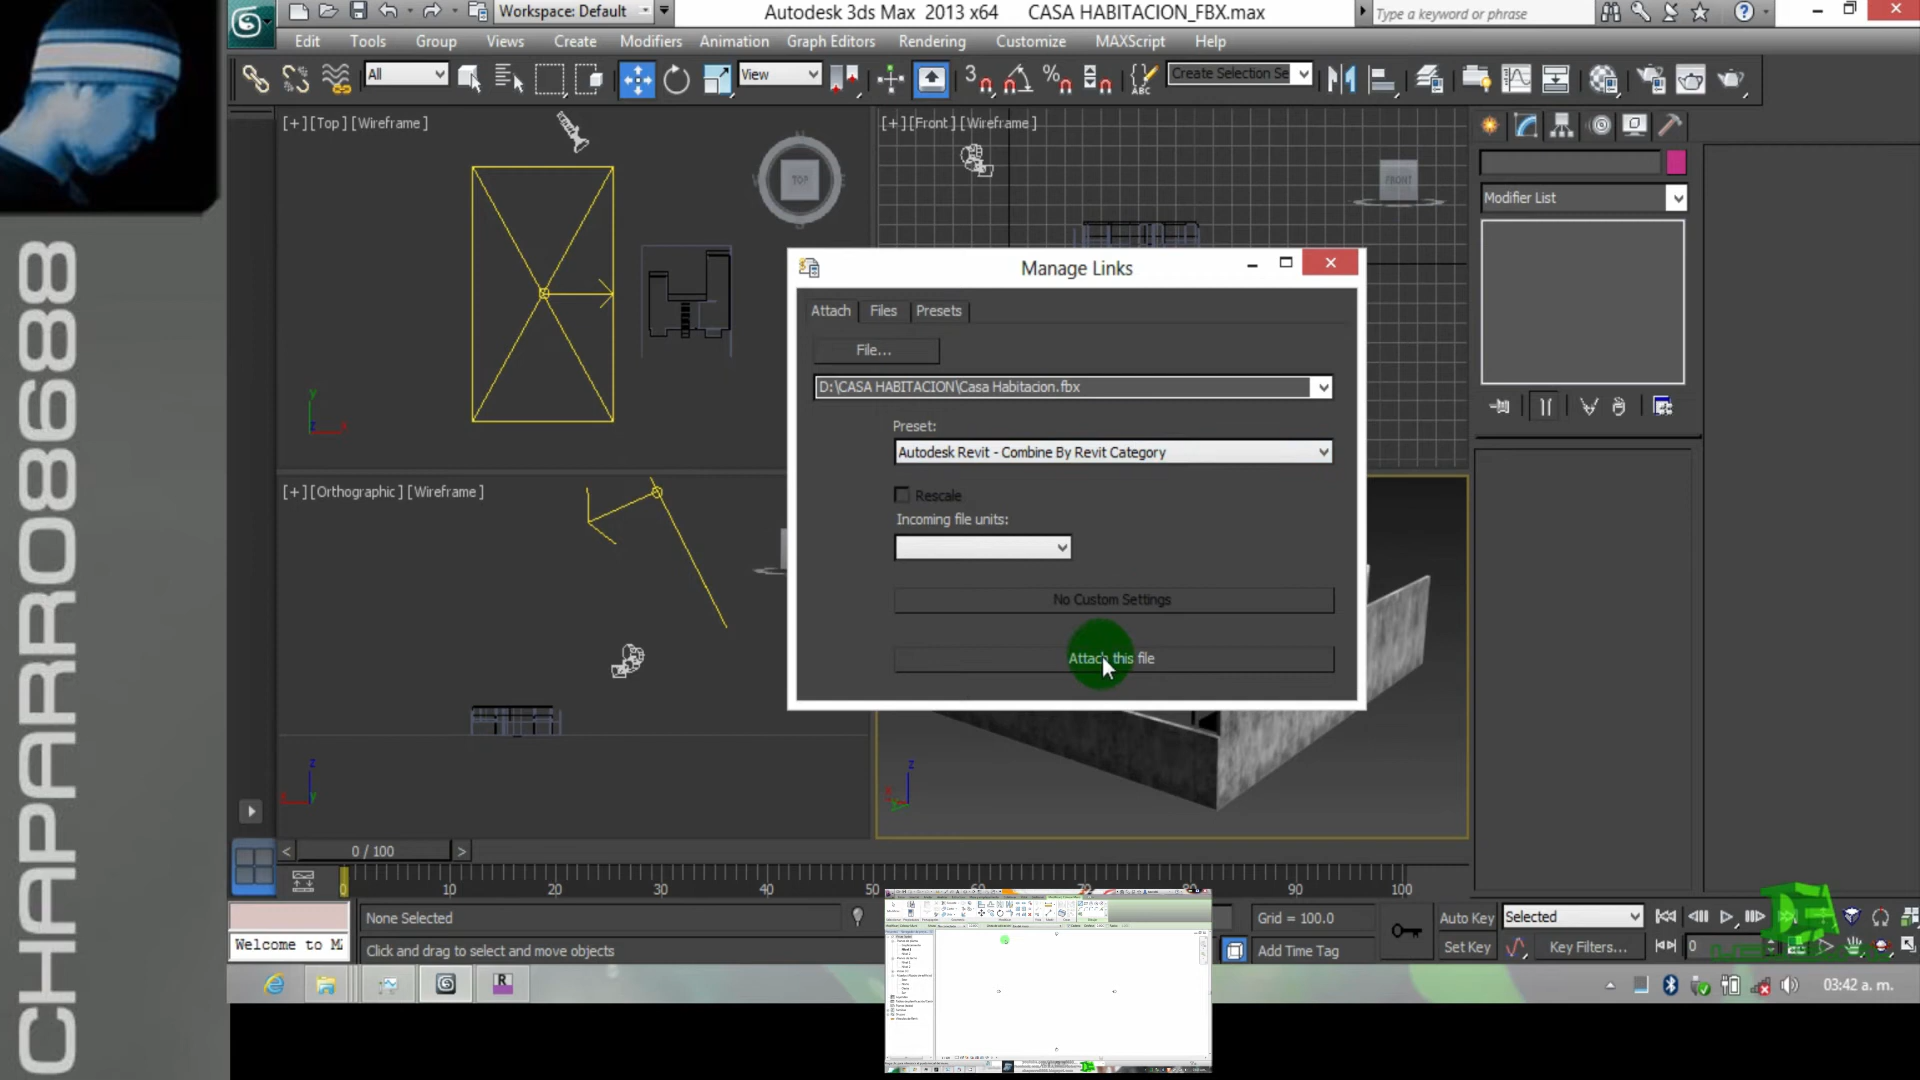 Workspace: Default
Autodesk 3ds Max 2013 x64 CASA HABITACION_FBX.max
Type a keyword or phrase
Edit Tools Group Views Create Modifiers Animation Graph Editors Rendering Customize MAXScript Help
All
View
3
%
ABC
Create Selection Se
[+][Top][Wireframe]
TOP
[+][Front][Wireframe]
FRONT
Modifier List
Manage Links
Attach Files Presets
File...
D:\CASA HABITACION\Casa Habitacion.fbx
Preset:
Autodesk Revit - Combine By Revit Category
Rescale
Incoming file units:
No Custom Settings
Attach this file
[+][Orthographic][Wireframe]
CHAPARRO8688
< 0 / 100 >
0 10 20 30 40 50 90 100
None Selected
Grid = 100.0
Auto Key Selected
Welcome to M
Click and drag to select and move objects
Add Time Tag
Set Key Key Filters...
0
03:42 a. m.